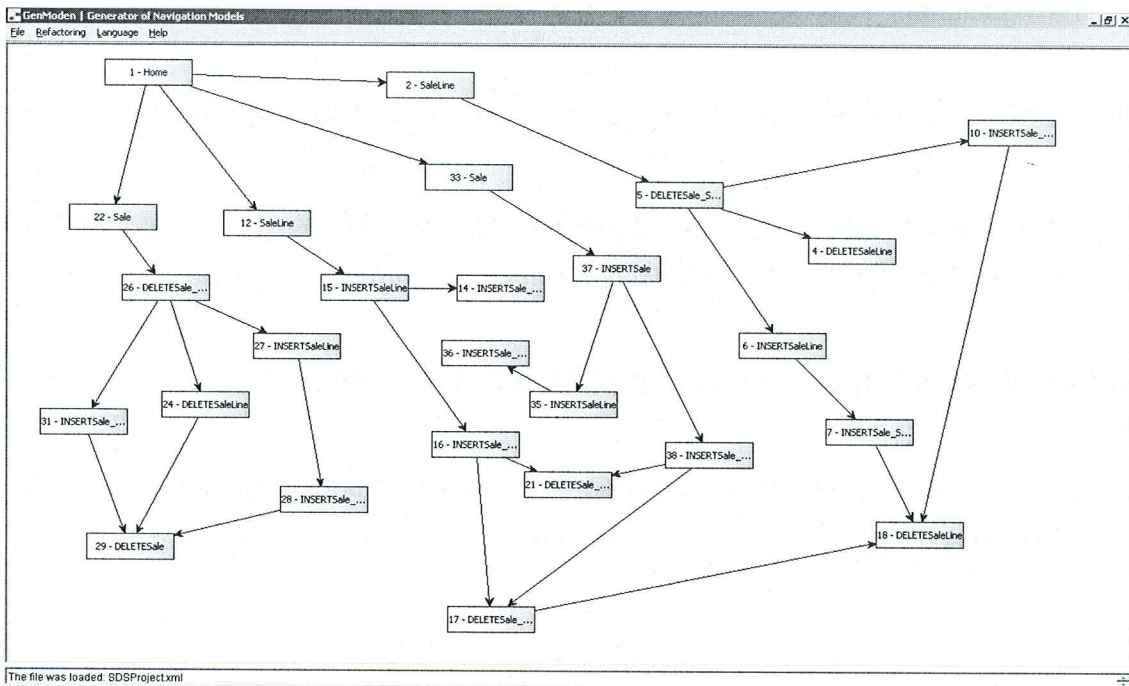 GenModen | Generator of Navigation Models
File Refactoring Language Help
1 - Home
2 - SaleLine
10 - INSERTSale_...
33 - Sale
5 - DELETESale_S...
22 - Sale
12 - SaleLine
4 - DELETESaleLine
37 - INSERTSale
26 - DELETESale_...
15 - INSERTSaleLine
14 - INSERTSale_...
27 - INSERTSaleLine
36 - INSERTSale_...
6 - INSERTSaleLine
31 - INSERTSale_...
24 - DELETESaleLine
35 - INSERTSaleLine
7 - INSERTSale_S...
16 - INSERTSale_...
38 - INSERTSale_...
21 - DELETESale_...
28 - INSERTSale_...
29 - DELETESale
18 - DELETESaleLine
17 - DELETESale_...
The file was loaded: SDSProject.xml